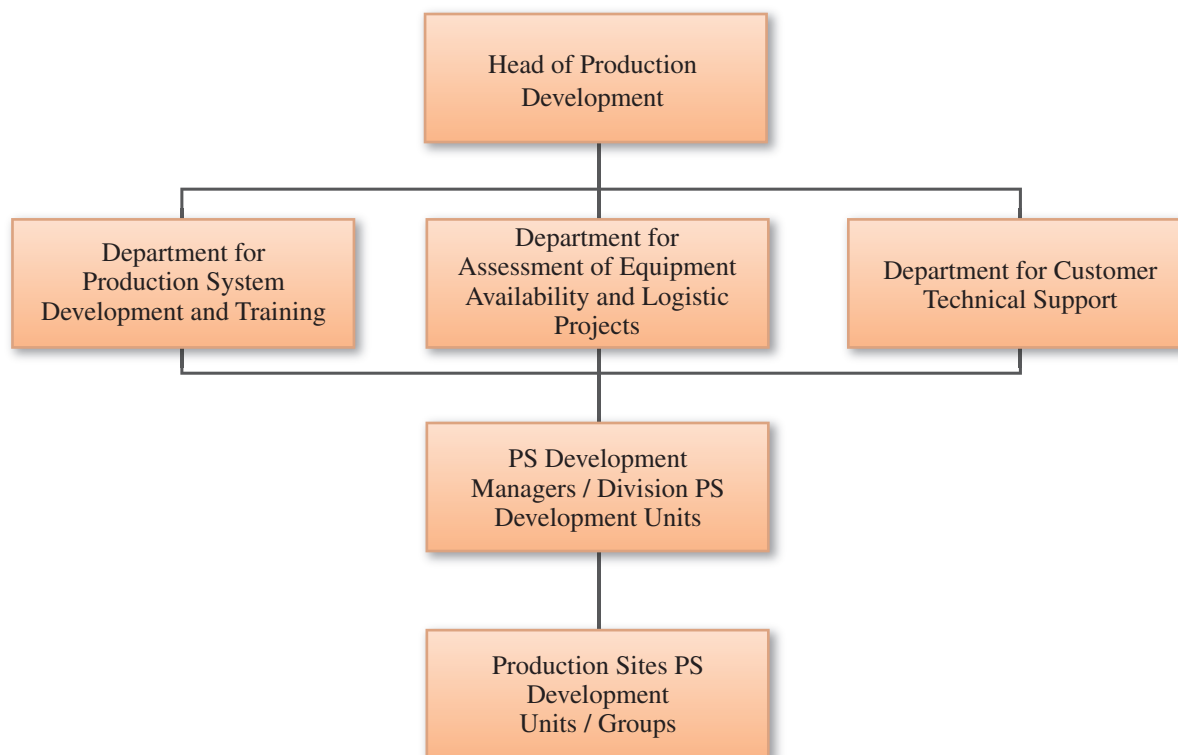 Head of Production
Development
Department for
Production System
Development and Training
Department for
Assessment of Equipment
Availability and Logistic
Projects
Department for Customer
Technical Support
PS Development
Managers / Division PS
Development Units
Production Sites PS
Development
Units / Groups